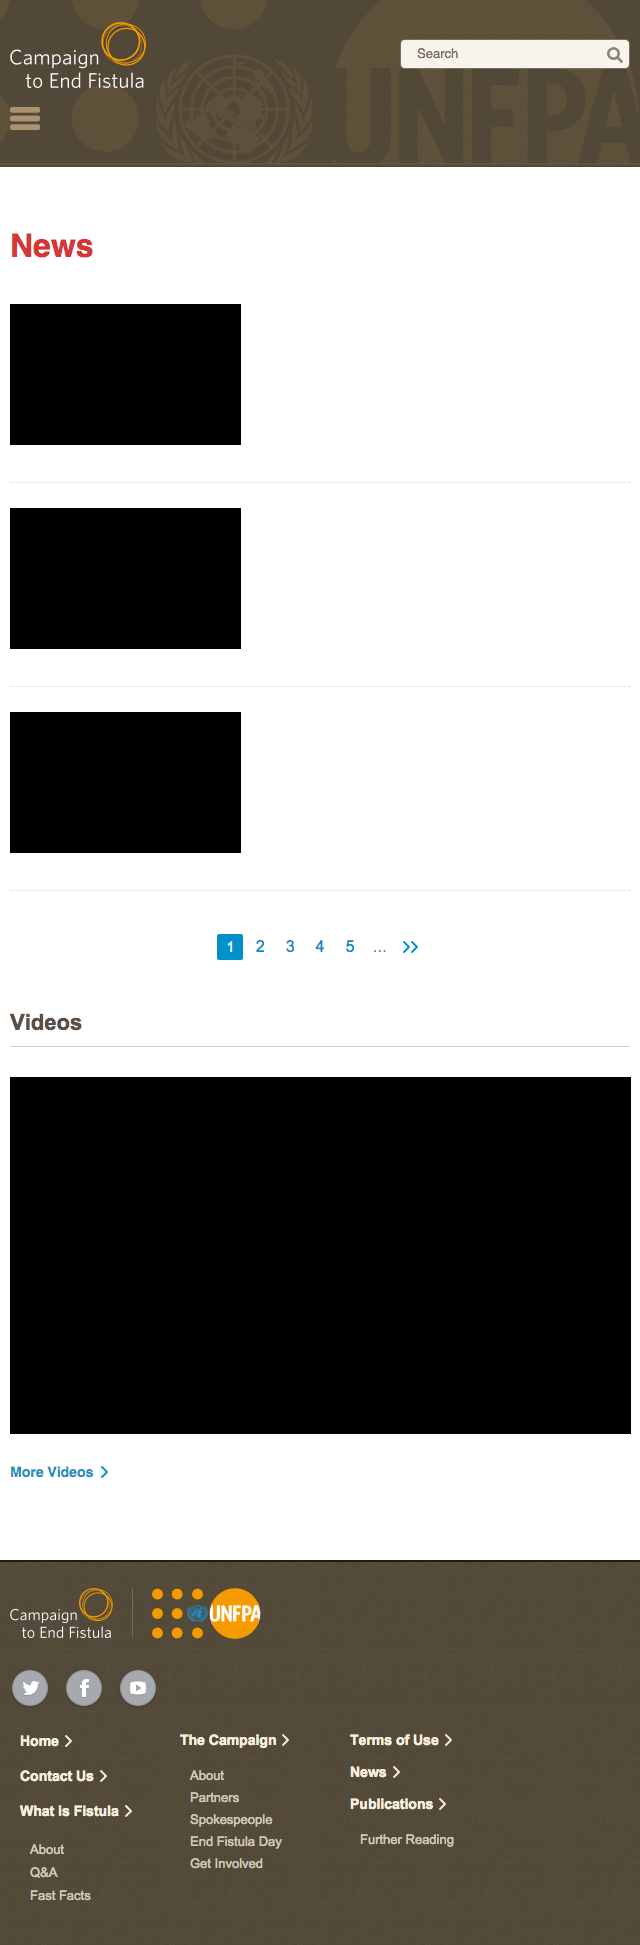 Campaign
to End Fistula
Search
UNFPA
News
1 2 3 4 5 ... >>
Videos
More Videos >
Campaign
to End Fistula
UNFPA
Home >
Contact Us >
What is Fistula >
About
Q&A
Fast Facts
The Campaign >
About
Partners
Spokespeople
End Fistula Day
Get Involved
Terms of Use >
News >
Publications >
Further Reading